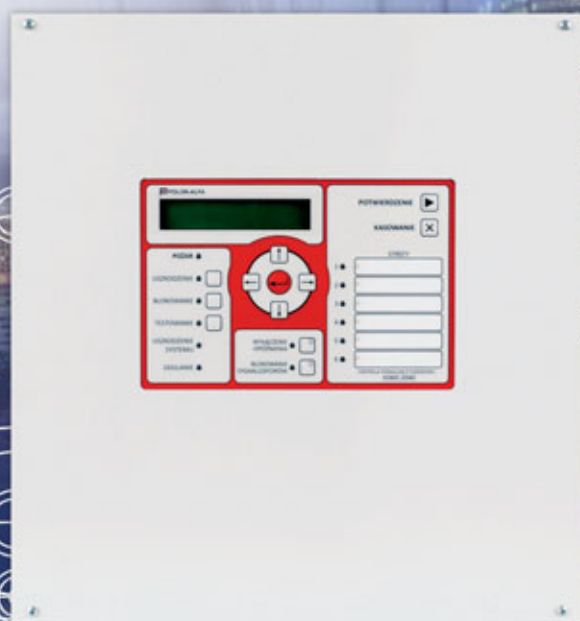 POLON-ALFA
POTWIERDZENIE
KASOWANIE
POŻAR
USZKODZENIE
BLOKOWANIE
TESTOWANIE
USZKODZENIE
SYSTEMU
ZASILANIE
WYŁĄCZENIE
OPÓŹNIENIA
BLOKOWANIE
SYGNALIZATORÓW
STREFY
1
2
3
4
5
6